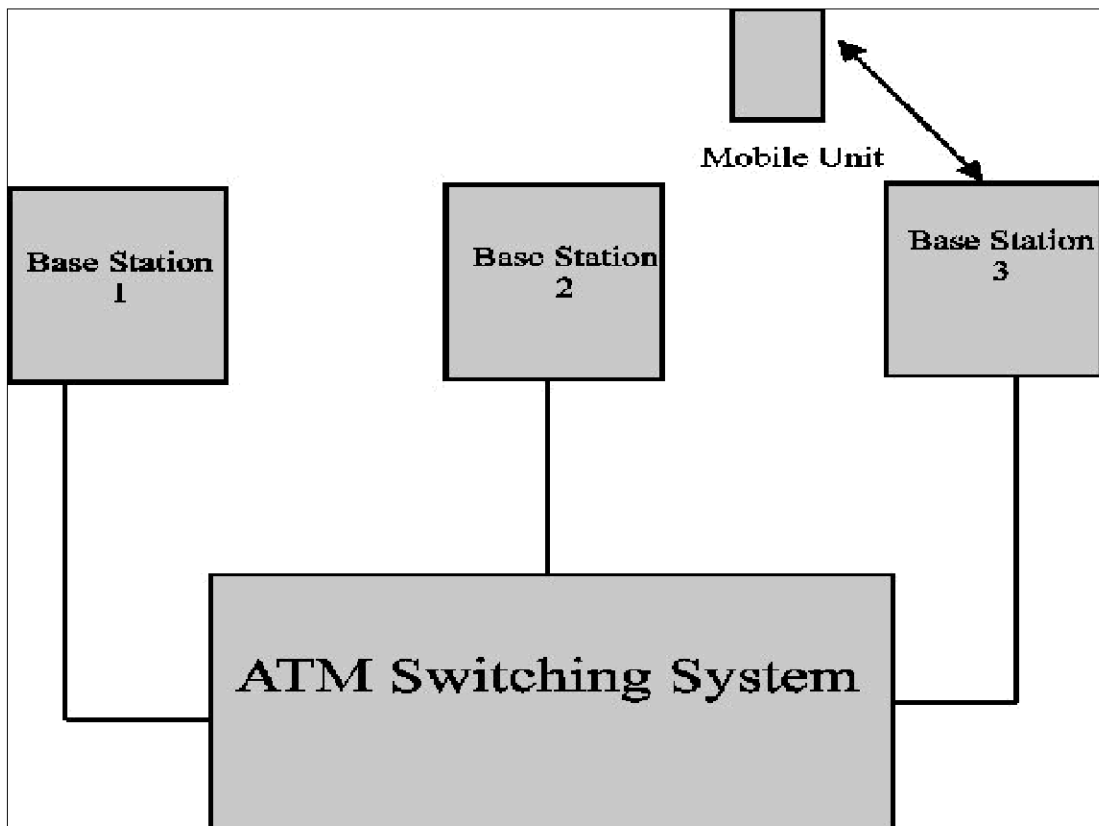 Mobile Unit
Base Station
1
Base Station
2
Base Station
3
ATM Switching System